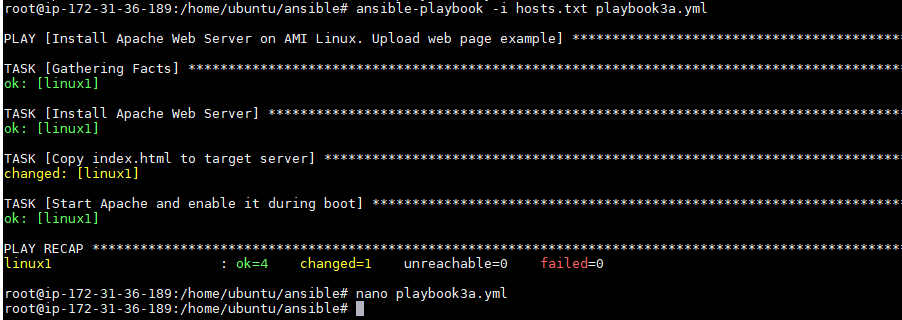 root@ip-172-31-36-189:/home/ubuntu/ansible# ansible-playbook -i hosts.txt playbook3a.yml
PLAY [Install Apache Web Server on AMI Linux. Upload web page example] *****************************************
TASK [Gathering Facts] *****************************************************************************************
ok: [linux1]
TASK [Install Apache Web Server] *******************************************************************************
ok: [linux1]
TASK [Copy index.html to target server] ************************************************************************
changed: [linux1]
TASK [Start Apache and enable it during boot] ******************************************************************
ok: [linux1]
PLAY RECAP *****************************************************************************************************
linux1                     : ok=4    changed=1    unreachable=0    failed=0
root@ip-172-31-36-189:/home/ubuntu/ansible# nano playbook3a.yml
root@ip-172-31-36-189:/home/ubuntu/ansible#